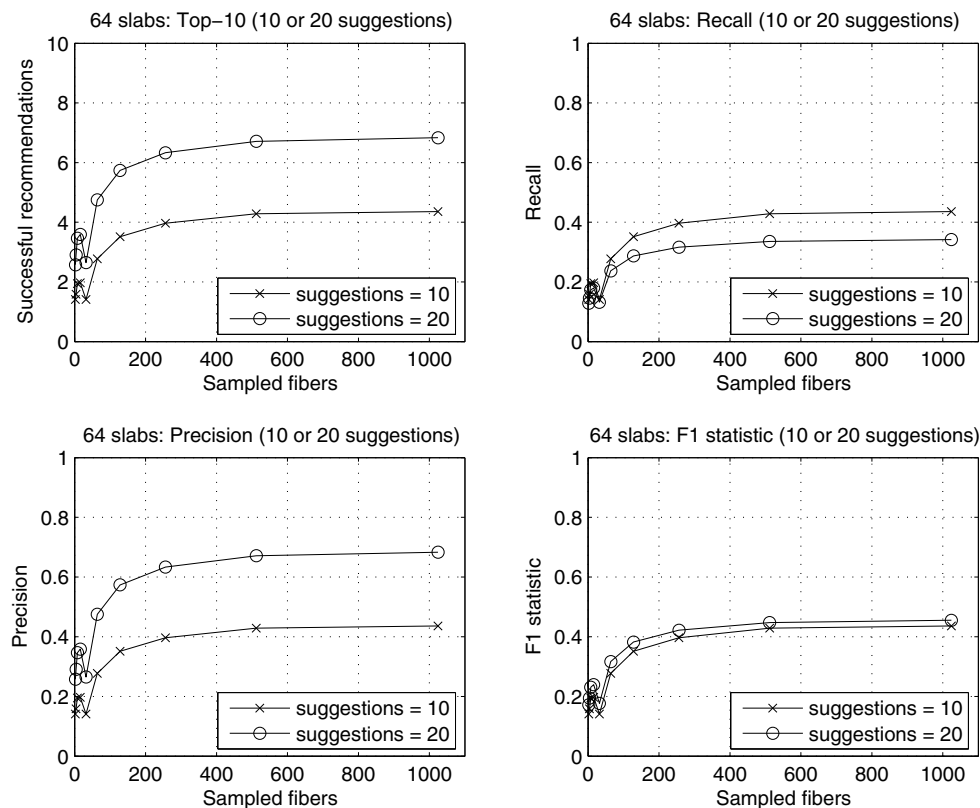 64 slabs: Top-10 (10 or 20 suggestions)
10
8
6
4
2
0
Successful recommendations
suggestions = 10
suggestions = 20
0 200 400 600 800 1000
Sampled fibers
64 slabs: Recall (10 or 20 suggestions)
1
0.8
0.6
0.4
0.2
0
Recall
suggestions = 10
suggestions = 20
0 200 400 600 800 1000
Sampled fibers
64 slabs: Precision (10 or 20 suggestions)
1
0.8
0.6
0.4
0.2
0
Precision
suggestions = 10
suggestions = 20
0 200 400 600 800 1000
Sampled fibers
64 slabs: F1 statistic (10 or 20 suggestions)
1
0.8
0.6
0.4
0.2
0
F1 statistic
suggestions = 10
suggestions = 20
0 200 400 600 800 1000
Sampled fibers